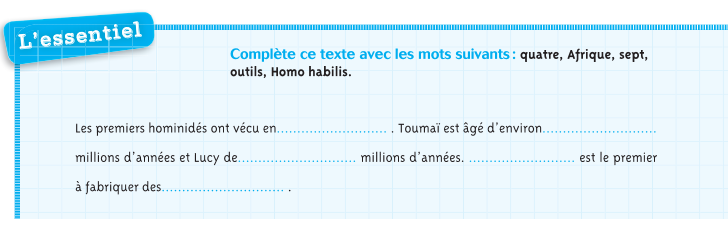 L'essentiel
Complète ce texte avec les mots suivants : quatre, Afrique, sept,
outils, Homo habilis.
Les premiers hominidés ont vécu en........................... . Toumaï est âgé d'environ............................
millions d'années et Lucy de............................. millions d'années. .......................... est le premier
à fabriquer des.............................. .